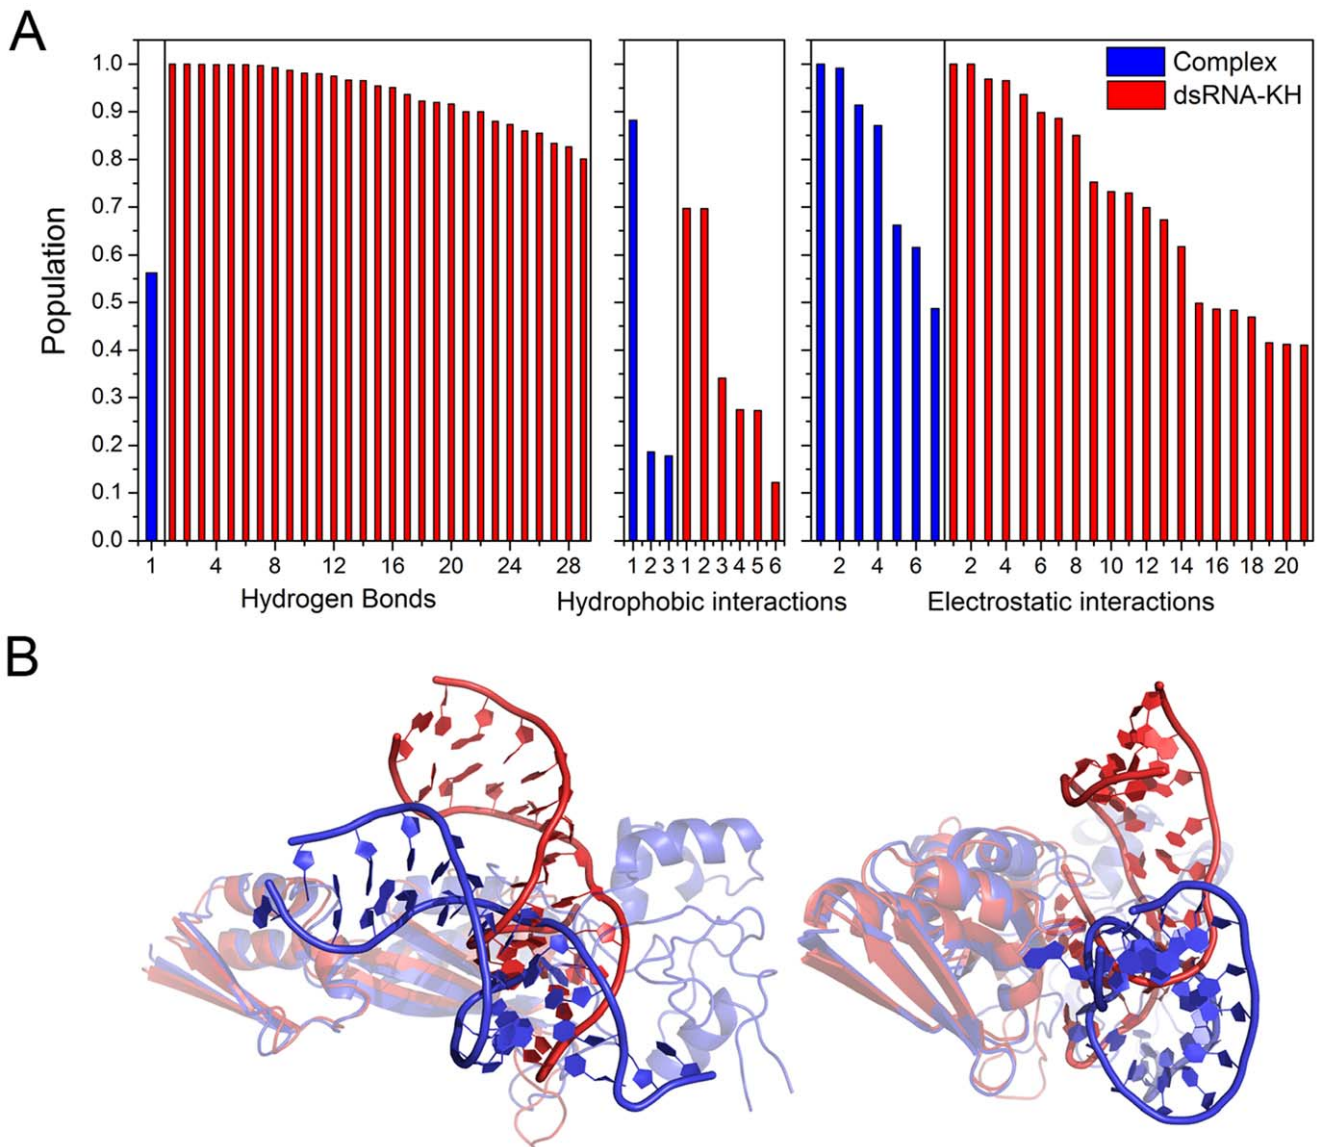 A
Complex
dsRNA-KH
Population
1.0
0.9
0.8
0.7
0.6
0.5
0.4
0.3
0.2
0.1
0.0
1 4 8 12 16 20 24 28
1 2 3 1 2 3 4 5 6
2 4 6 2 4 6 8 10 12 14 16 18 20
Hydrogen Bonds
Hydrophobic interactions
Electrostatic interactions
B